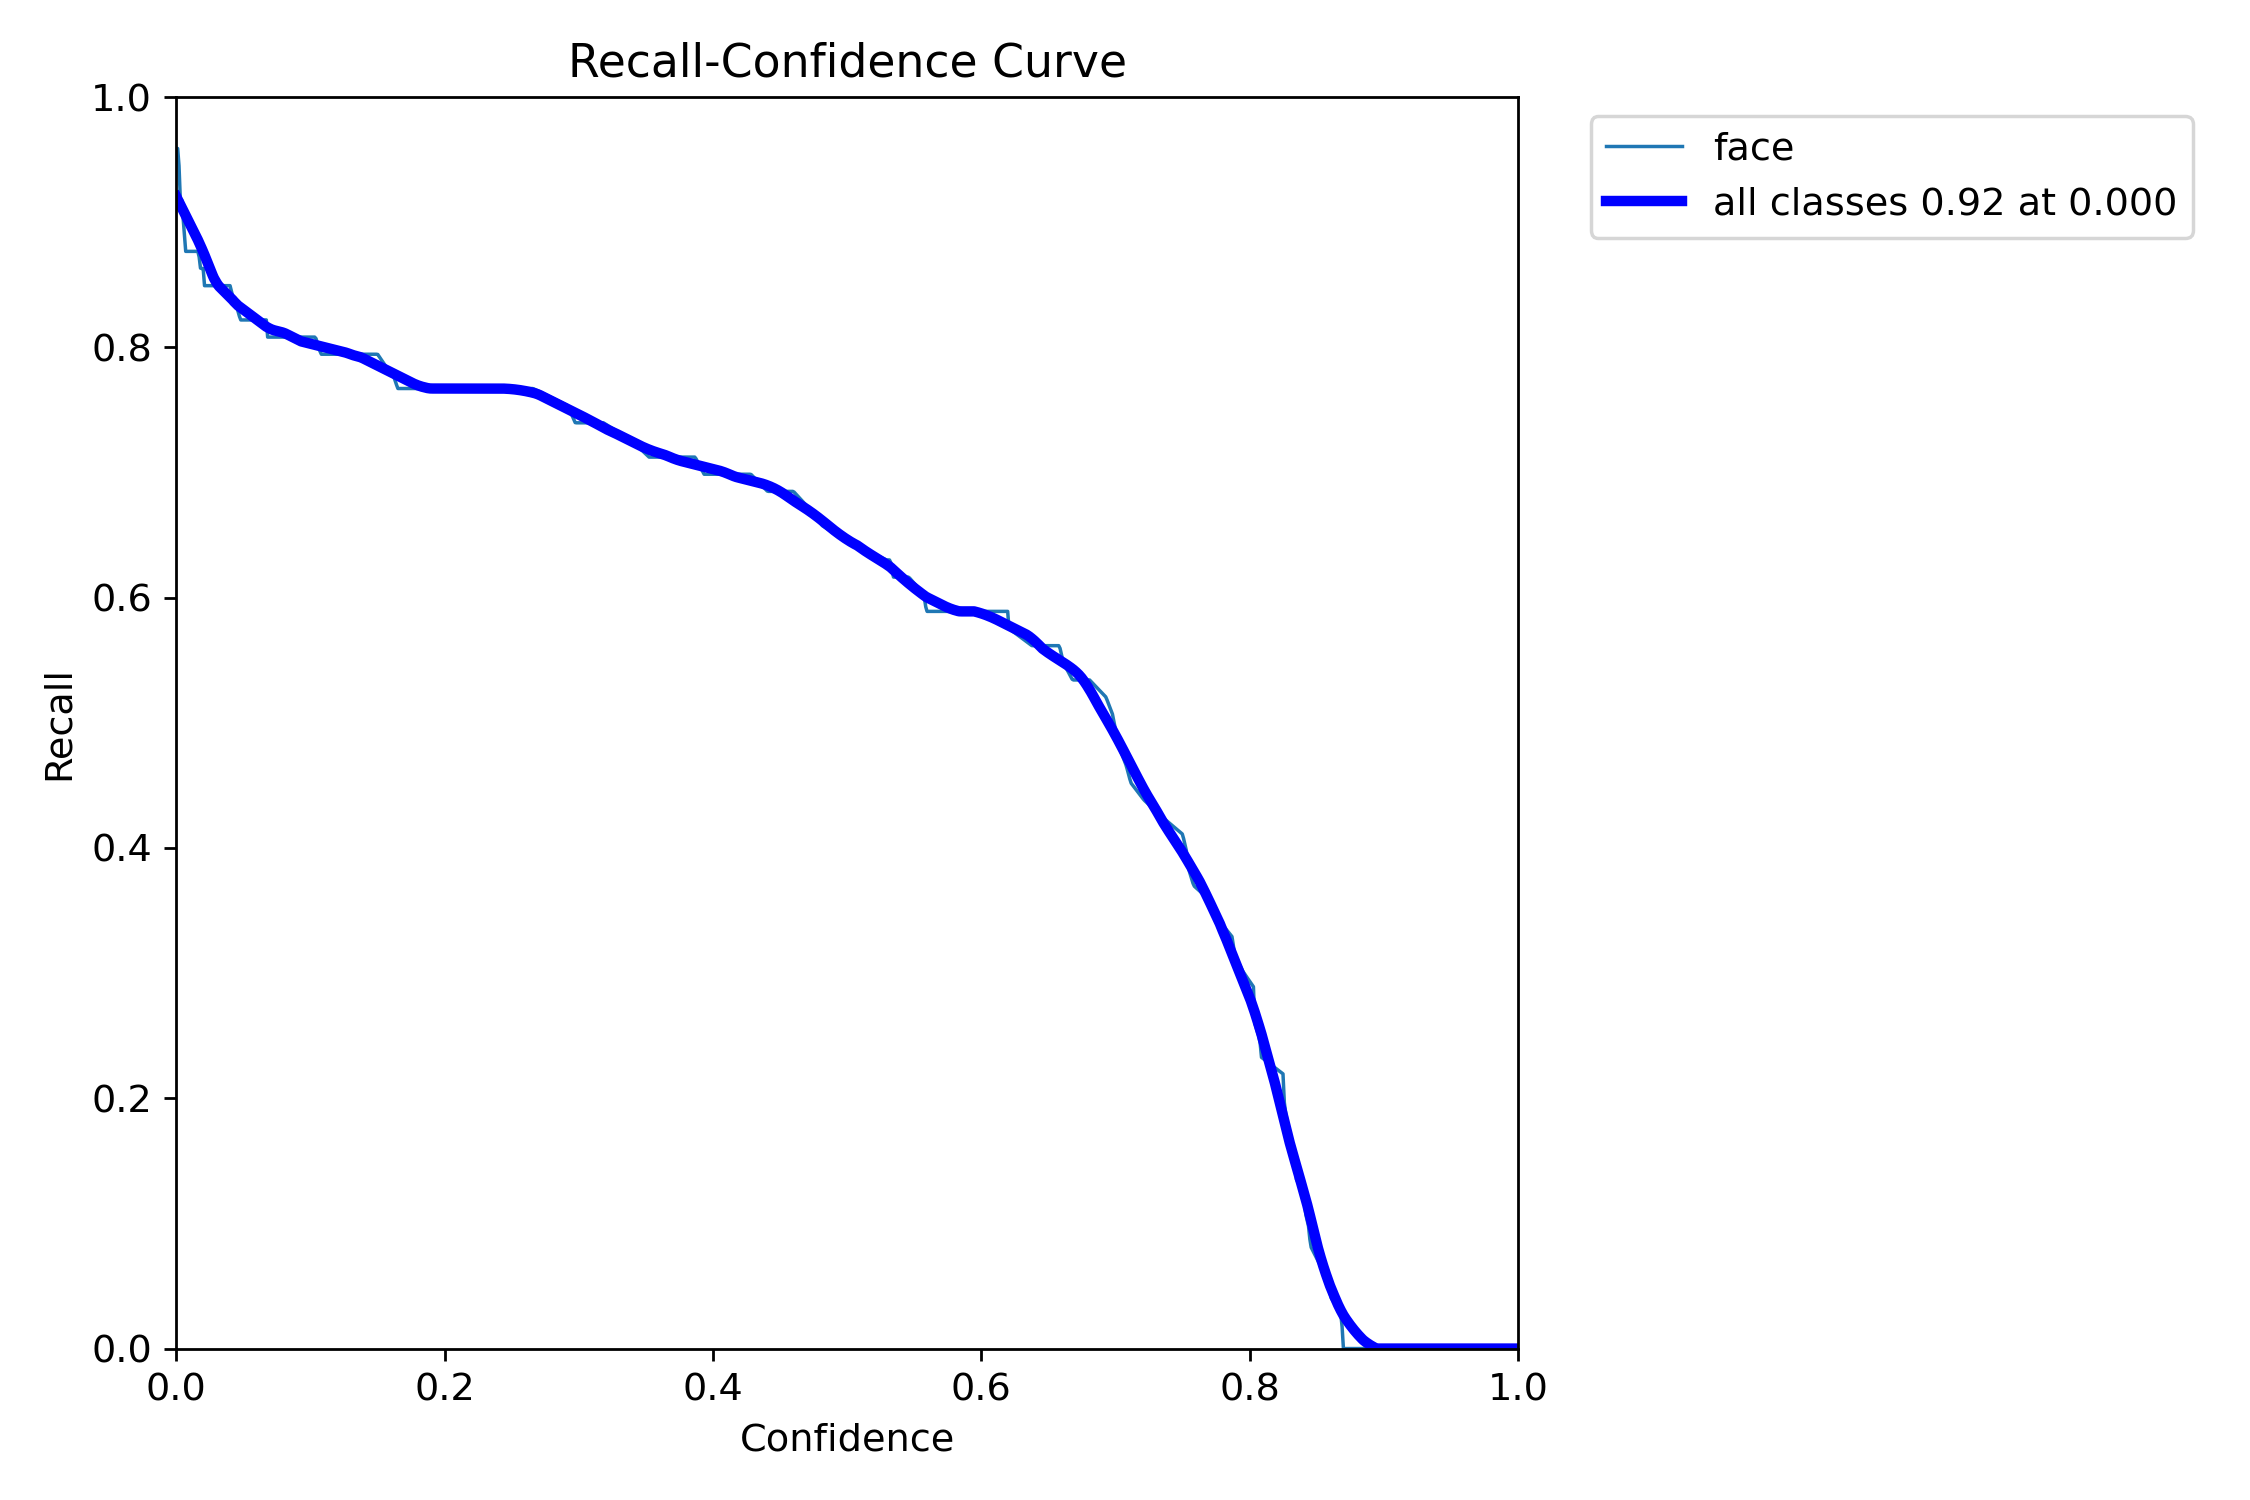 Recall-Confidence Curve
1.0
0.8
0.6
0.4
0.2
0.0
Recall
0.0 0.2 0.4 0.6 0.8 1.0
Confidence
face
all classes 0.92 at 0.000